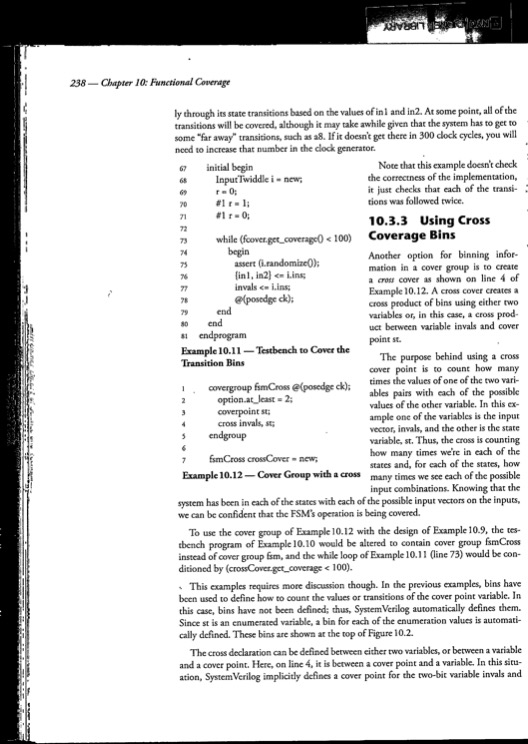 LIBRARY
238 — Chapter 10: Functional Coverage
ly through its state transitions based on the values of in1 and in2. At some point, all of the
transitions will be covered, although it may take awhile given that the system has to get to
some "far away" transitions, such as a8. If it doesn't get there in 300 clock cycles, you will
need to increase that number in the clock generator.
67 initial begin
68 InputTwiddle i = new;
69 r = 0;
70 #1 r = 1;
71 #1 r = 0;
72
73 while (fcover.get_coverage() < 100)
74 begin
75 assert (i.randomize());
76 {in1, in2} <= i.ins;
77 invals <= i.ins;
78 @(posedge ck);
79 end
80 end
81 endprogram
Example 10.11 — Testbench to Cover the
Transition Bins
1 covergroup fsmCross @(posedge ck);
2 option.at_least = 2;
3 coverpoint st;
4 cross invals, st;
5 endgroup
6
7 fsmCross crossCover = new;
Example 10.12 — Cover Group with a cross
Note that this example doesn't check
the correctness of the implementation,
it just checks that each of the transi-
tions was followed twice.
10.3.3 Using Cross
Coverage Bins
Another option for binning infor-
mation in a cover group is to create
a cross cover as shown on line 4 of
Example 10.12. A cross cover creates a
cross product of bins using either two
variables or, in this case, a cross prod-
uct between variable invals and cover
point st.
The purpose behind using a cross
cover point is to count how many
times the values of one of the two vari-
ables pairs with each of the possible
values of the other variable. In this ex-
ample one of the variables is the input
vector, invals, and the other is the state
variable, st. Thus, the cross is counting
how many times we're in each of the
states and, for each of the states, how
many times we see each of the possible
input combinations. Knowing that the
system has been in each of the states with each of the possible input vectors on the inputs,
we can be confident that the FSM's operation is being covered.
To use the cover group of Example 10.12 with the design of Example 10.9, the tes-
tbench program of Example 10.10 would be altered to contain cover group fsmCross
instead of cover group fsm, and the while loop of Example 10.11 (line 73) would be con-
ditioned by (crossCover.get_coverage < 100).
This examples requires more discussion though. In the previous examples, bins have
been used to define how to count the values or transitions of the cover point variable. In
this case, bins have not been defined; thus, SystemVerilog automatically defines them.
Since st is an enumerated variable, a bin for each of the enumeration values is automati-
cally defined. These bins are shown at the top of Figure 10.2.
The cross declaration can be defined between either two variables, or between a variable
and a cover point. Here, on line 4, it is between a cover point and a variable. In this situ-
ation, SystemVerilog implicitly defines a cover point for the two-bit variable invals and